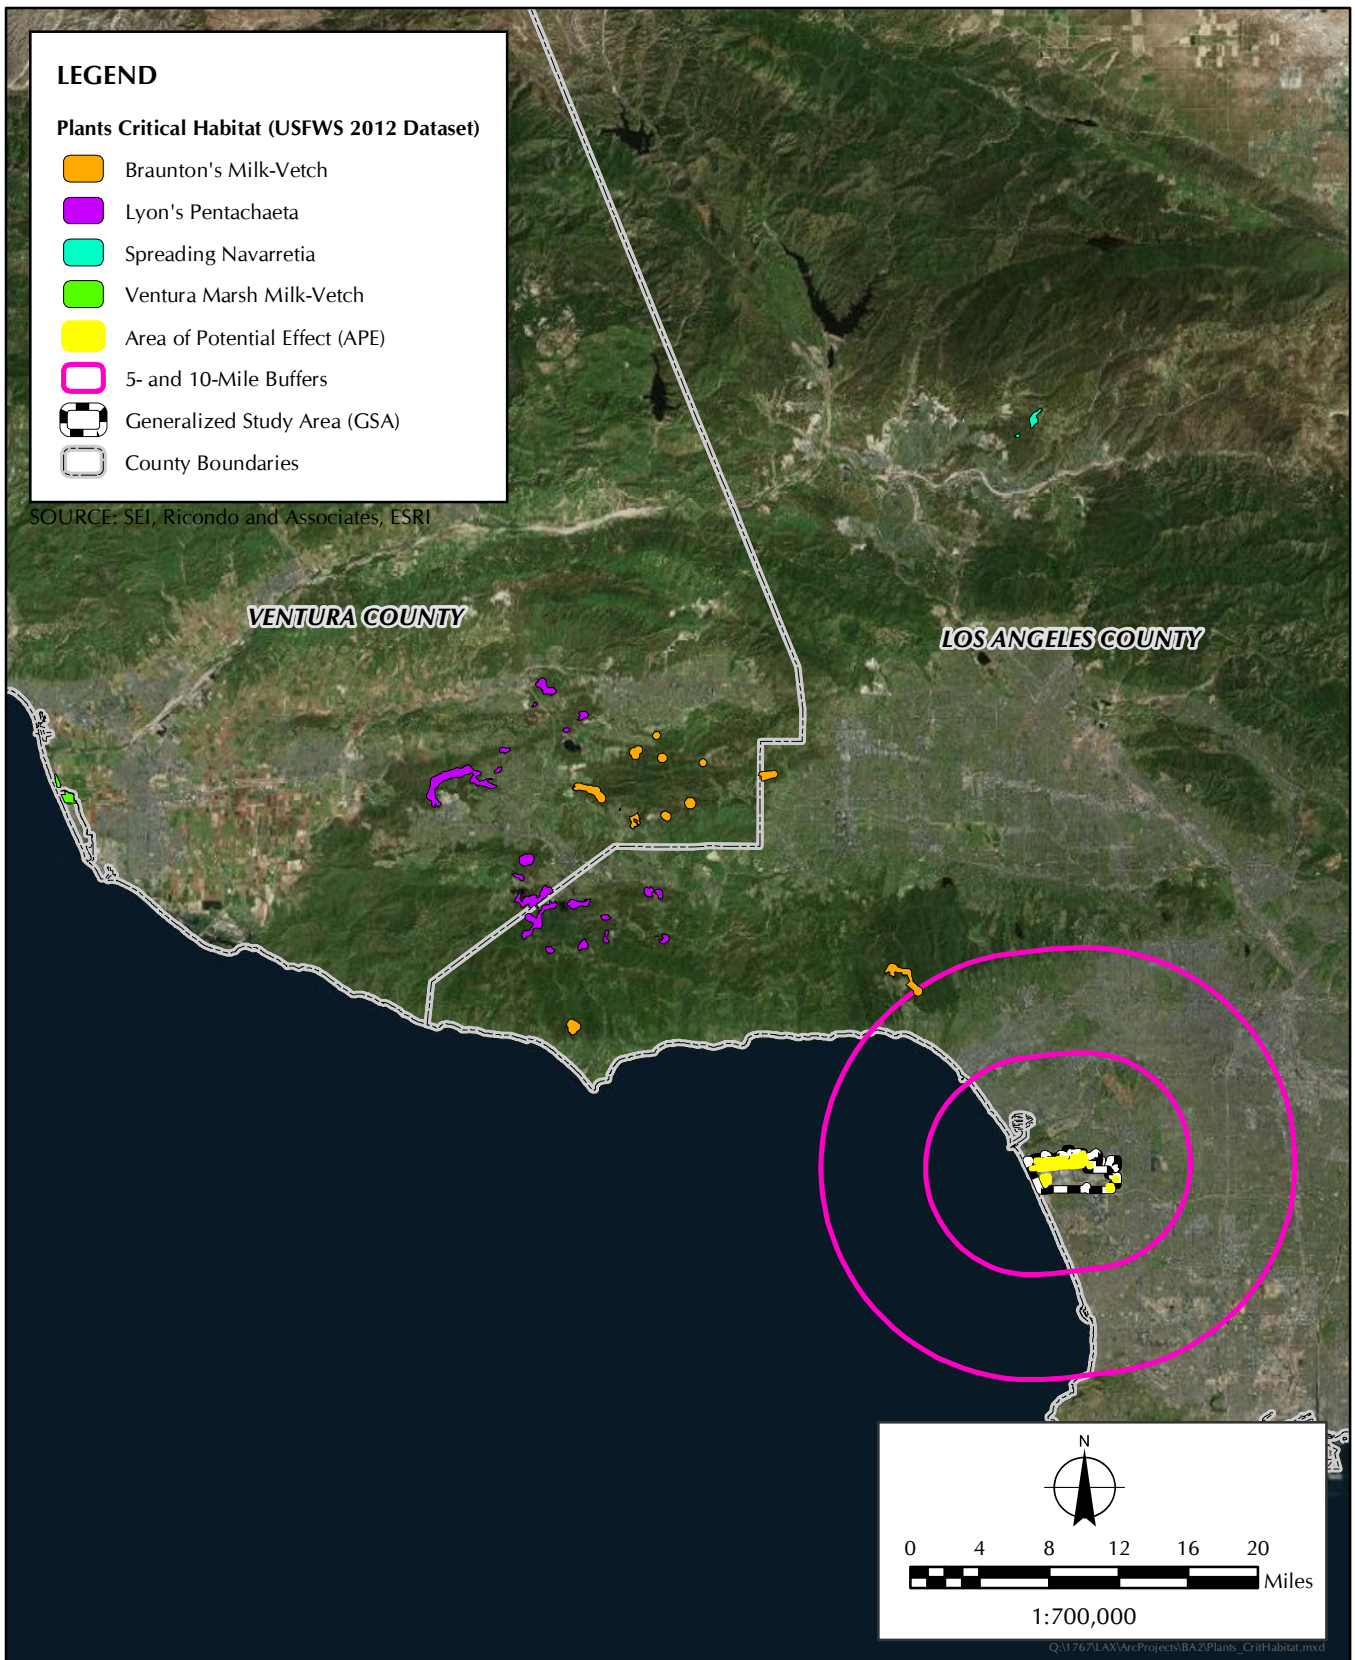 LEGEND
Plants Critical Habitat (USFWS 2012 Dataset)
Braunton's Milk-Vetch
Lyon's Pentachaeta
Spreading Navarretia
Ventura Marsh Milk-Vetch
Area of Potential Effect (APE)
5- and 10-Mile Buffers
Generalized Study Area (GSA)
County Boundaries
SOURCE: SEI, Ricondo and Associates, ESRI
VENTURA COUNTY
LOS ANGELES COUNTY
N
0 4 8 12 16 20
Miles
1:700,000
Q:\1767\LAX\ArcProjects\BA2\Plants_CritHabitat.mxd